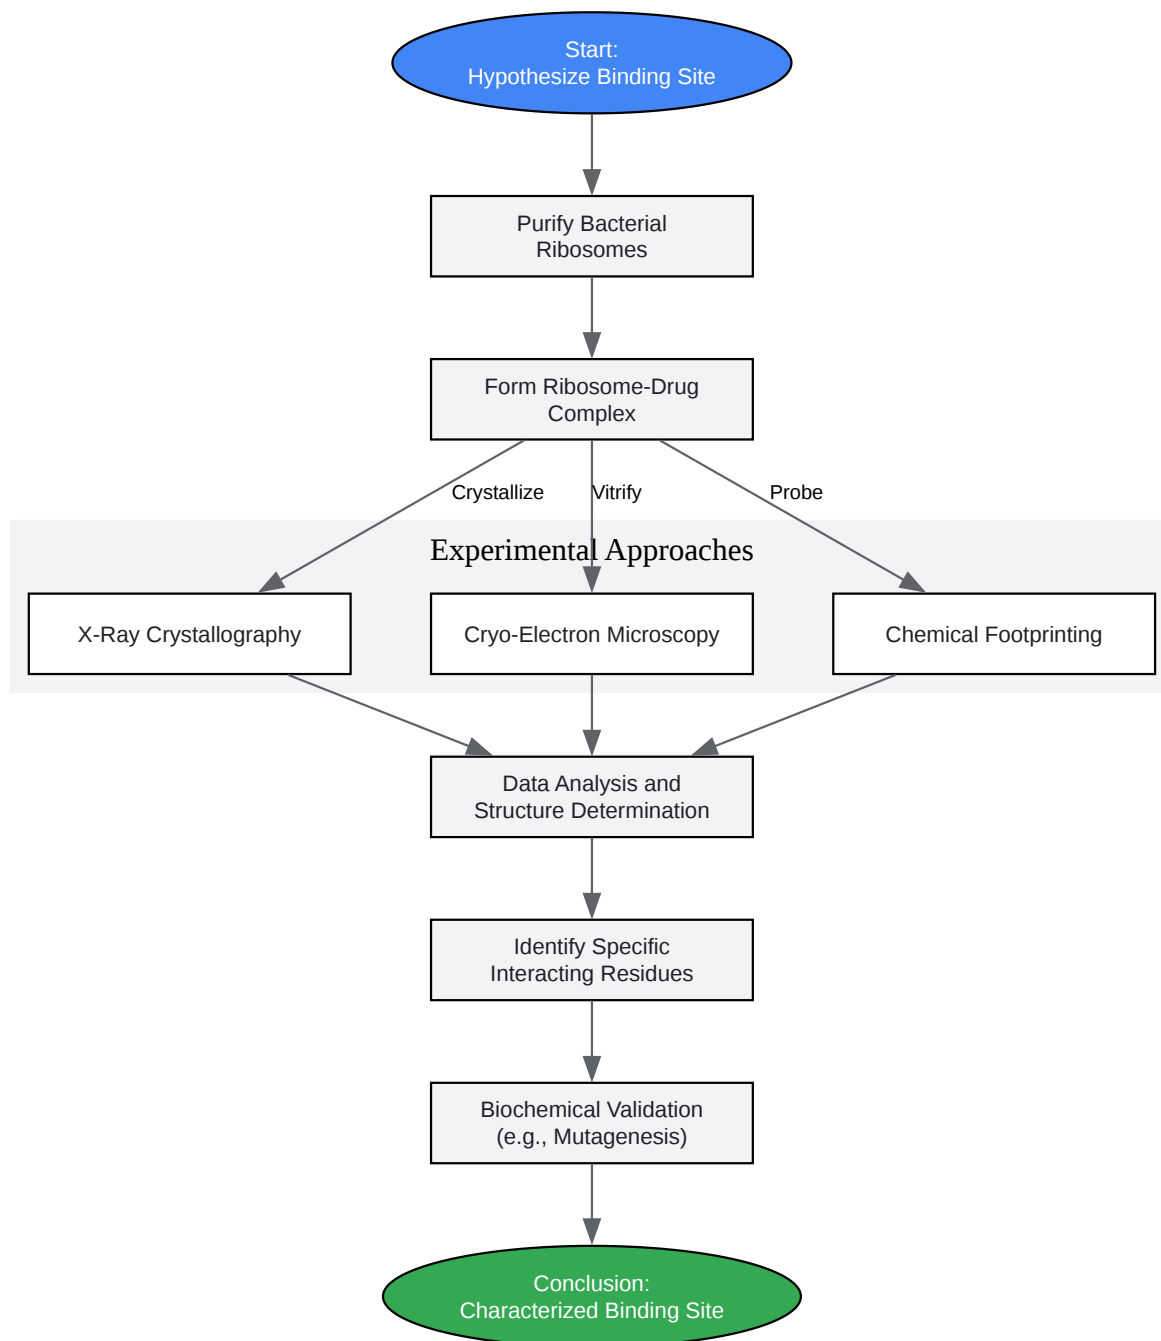 Start:
Hypothesize Binding Site
Purify Bacterial
Ribosomes
Form Ribosome-Drug
Complex
Crystallize
Vitrify
Probe
Experimental Approaches
X-Ray Crystallography
Cryo-Electron Microscopy
Chemical Footprinting
Data Analysis and
Structure Determination
Identify Specific
Interacting Residues
Biochemical Validation
(e.g., Mutagenesis)
Conclusion:
Characterized Binding Site